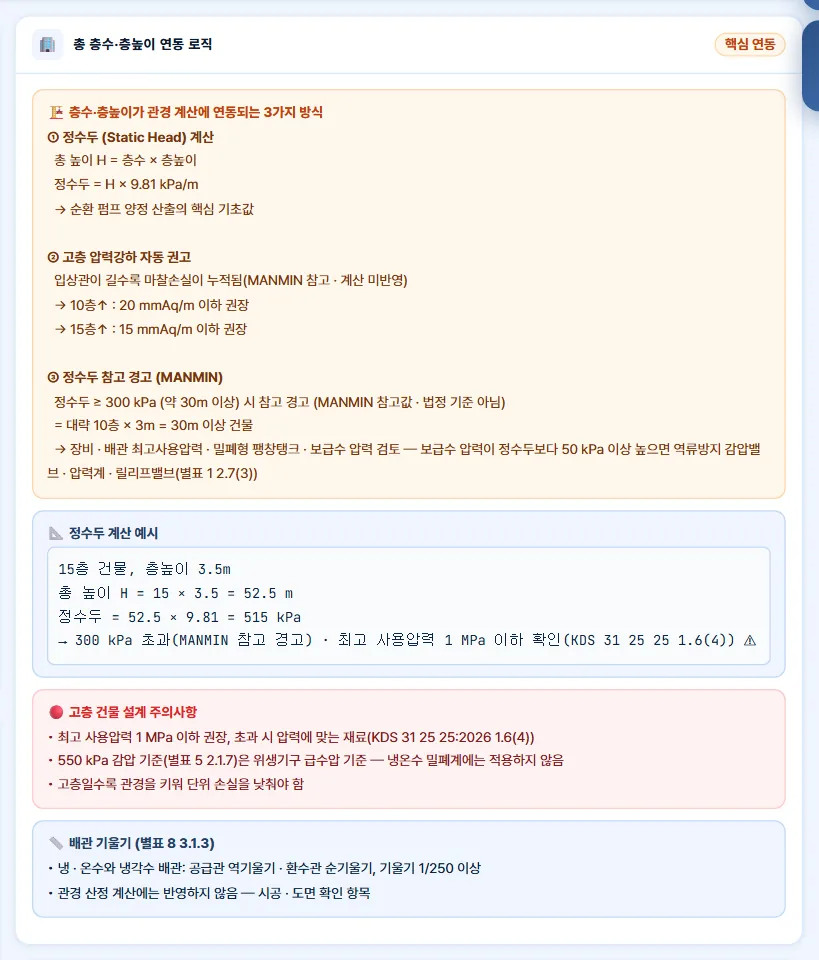 총 층수·층높이 연동 로직
핵심 연동
층수·층높이가 관경 계산에 연동되는 3가지 방식
① 정수두 (Static Head) 계산
총 높이 H = 층수 × 층높이
정수두 = H × 9.81 kPa/m
→ 순환 펌프 양정 산출의 핵심 기초값
② 고층 압력강하 자동 권고
입상관이 길수록 마찰손실이 누적됨(MANMIN 참고 · 계산 미반영)
→ 10층↑ : 20 mmAq/m 이하 권장
→ 15층↑ : 15 mmAq/m 이하 권장
③ 정수두 참고 경고 (MANMIN)
정수두 ≥ 300 kPa (약 30m 이상) 시 참고 경고 (MANMIN 참고값 · 법정 기준 아님)
= 대략 10층 × 3m = 30m 이상 건물
→ 장비 · 배관 최고사용압력 · 밀폐형 팽창탱크 · 보급수 압력 검토 — 보급수 압력이 정수두보다 50 kPa 이상 높으면 역류방지 감압밸
브 · 압력계 · 릴리프밸브(별표 1 2.7(3))
정수두 계산 예시
15층 건물, 층높이 3.5m
총 높이 H = 15 × 3.5 = 52.5 m
정수두 = 52.5 × 9.81 = 515 kPa
→ 300 kPa 초과(MANMIN 참고 경고) · 최고 사용압력 1 MPa 이하 확인(KDS 31 25 25 1.6(4)) ⚠
고층 건물 설계 주의사항
• 최고 사용압력 1 MPa 이하 권장, 초과 시 압력에 맞는 재료(KDS 31 25 25:2026 1.6(4))
• 550 kPa 감압 기준(별표 5 2.1.7)은 위생기구 급수압 기준 — 냉온수 밀폐계에는 적용하지 않음
• 고층일수록 관경을 키워 단위 손실을 낮춰야 함
배관 기울기 (별표 8 3.1.3)
• 냉 · 온수와 냉각수 배관: 공급관 역기울기 · 환수관 순기울기, 기울기 1/250 이상
• 관경 산정 계산에는 반영하지 않음 — 시공 · 도면 확인 항목